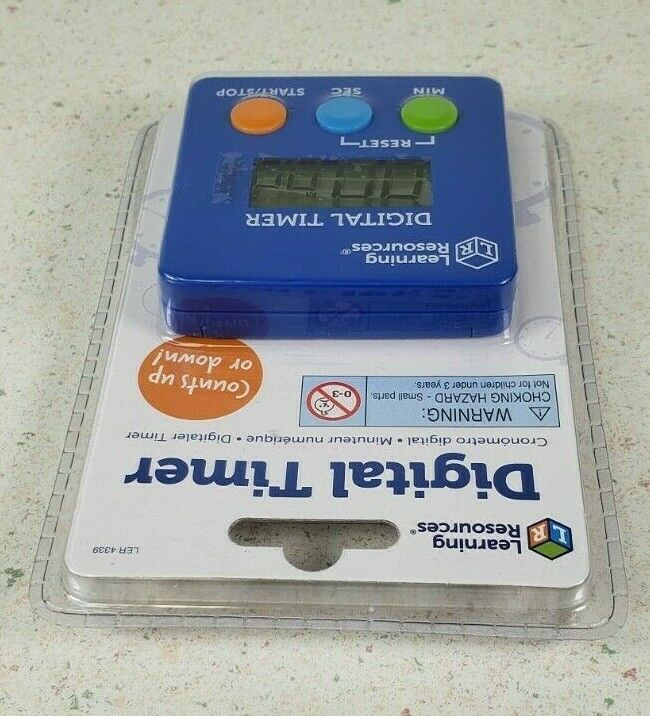 Learning
Resources®
LER 4339
Digital Timer
Cronómetro digital • Minuteur numérique • Digitaler Timer
WARNING:
CHOKING HAZARD - Small parts.
Not for children under 3 years.
0-3
Counts up
or down!
Learning
Resources®
DIGITAL TIMER
RESET
MIN SEC START/STOP